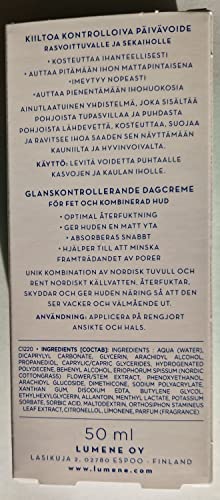 KIILTOA KONTROLLOIVA PÄIVÄVOIDE
RASVOITTUVALLE JA SEKAIHOLLE
• KOSTEUTTAA IHANTEELLISESTI
• AUTTAA PITÄMÄÄN IHON MATTAPINTAISENA
• IMEYTYY NOPEASTI
• AUTTAA PIENENTÄMÄÄN IHOHUOKOSIA
AINUTLAATUINEN YHDISTELMÄ, JOKA SISÄLTÄÄ
POHJOISTA TUPASVILLAA JA PUHDASTA
POHJOISTA LÄHDEVETTÄ, KOSTEUTTAA, SUOJAA
JA RAVITSEE IHOA SAADEN SEN NÄYTTÄMÄÄN
KAUNIILTA JA HYVINVOIVALTA.
KÄYTTÖ: LEVITÄ VOIDETTA PUHTAALLE
KASVOJEN JA KAULAN IHOLLE.
GLANSKONTROLLERANDE DAGCREME
FÖR FET OCH KOMBINERAD HUD
• OPTIMAL ÅTERFUKTNING
• GER HUDEN EN MATT YTA
• ABSORBERAS SNABBT
• HJÄLPER TILL ATT MINSKA
FRAMTRÄDANDET AV PORER
UNIK KOMBINATION AV NORDISK TUVULL OCH
RENT NORDISKT KÄLLVATTEN, ÅTERFUKTAR,
SKYDDAR OCH GER HUDEN NÄRING SÅ ATT DEN
SER VACKER OCH VÄLMÅENDE UT.
ANVÄNDNING: APPLICERA PÅ RENGJORT
ANSIKTE OCH HALS.
C1220 • INGREDIENTS [COCTAB]: INGREDIENTS: AQUA (WATER),
DICAPRYLYL CARBONATE, GLYCERIN, ARACHIDYL ALCOHOL,
PROPANEDIOL, CAPRYLIC/CAPRIC GLYCERIDES, HYDROGENATED
POLYDECENE, BEHENYL ALCOHOL, ERIOPHORUM SPISSUM (NORDIC
COTTONGRASS) FLOWER/STEM EXTRACT, PHENOXYETHANOL,
ARACHIDYL GLUCOSIDE, DIMETHICONE, SODIUM POLYACRYLATE,
XANTHAN GUM, DISODIUM EDTA, BUTYLENE GLYCOL,
ETHYLHEXYLGLYCERIN, ALLANTOIN, MENTHYL LACTATE, POTASSIUM
SORBATE, SORBIC ACID, MALTODEXTRIN, ORTHOSIPHON STAMINEUS
LEAF EXTRACT, CITRONELLOL, LIMONENE, PARFUM (FRAGRANCE)
50 ml
LUMENE OY
LASIKUJA 2, 02780 ESPOO - FINLAND
www.lumene.com